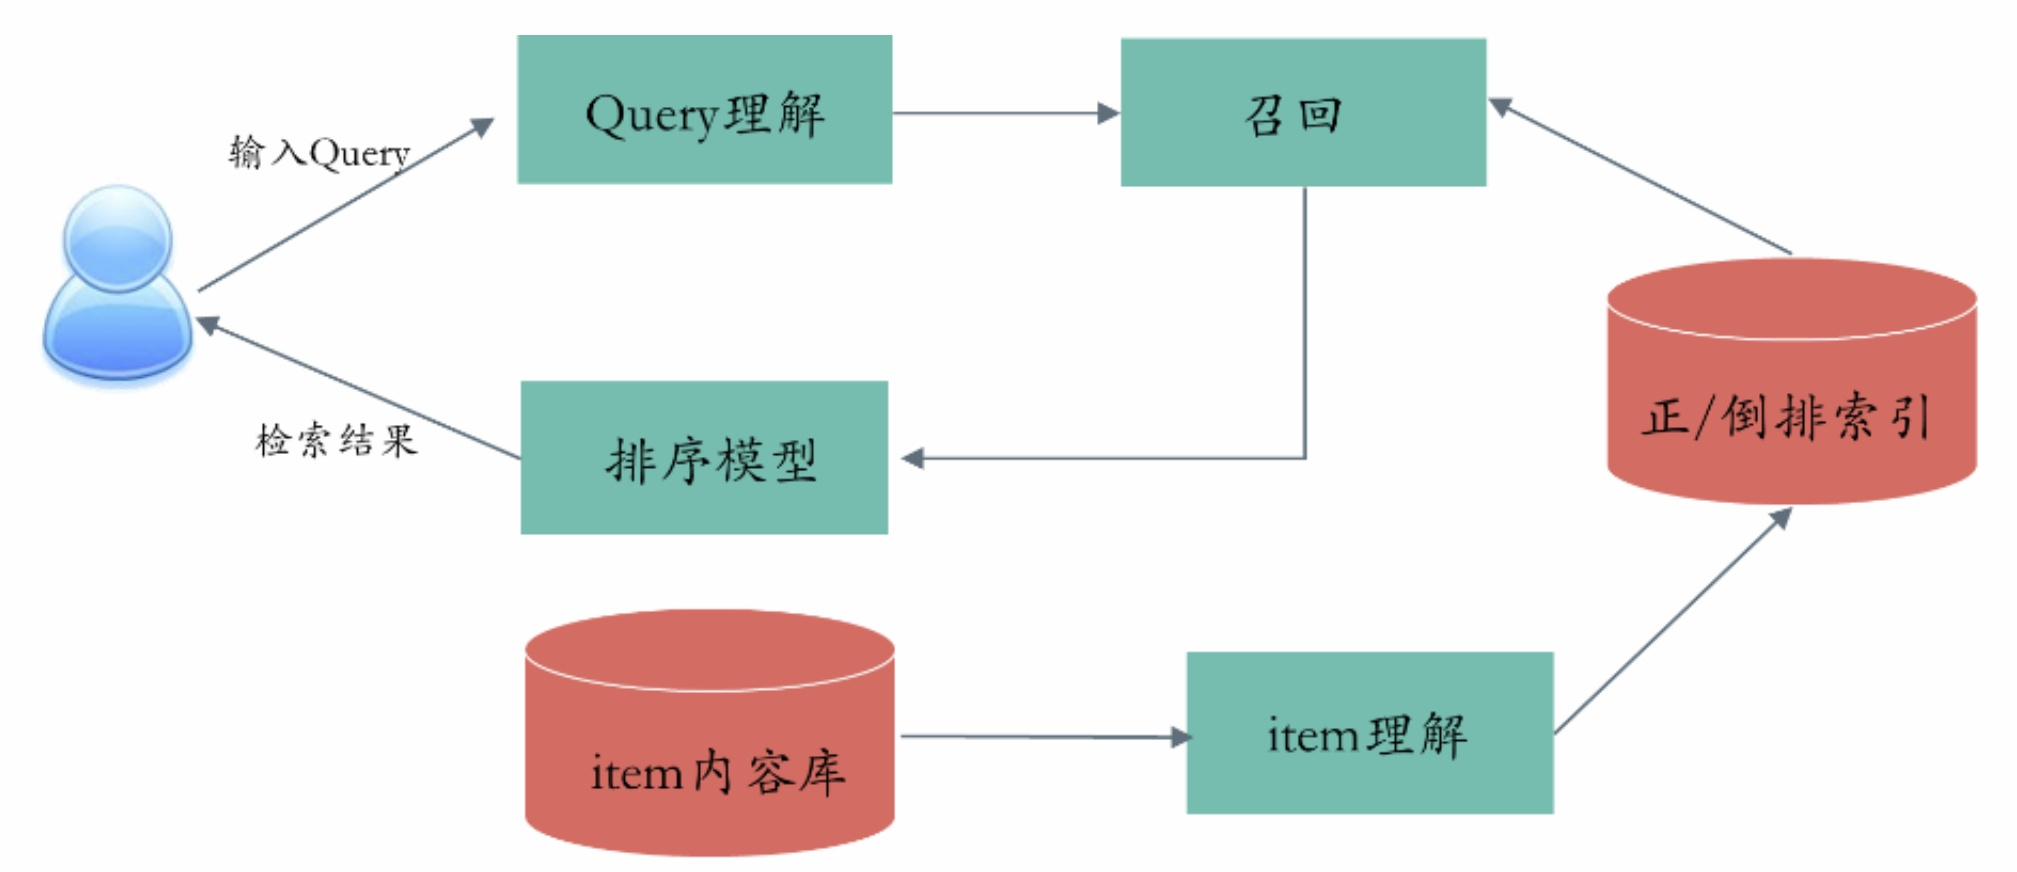 输入Query
Query理解
召回
正/倒排索引
检索结果
排序模型
item内容库
item理解